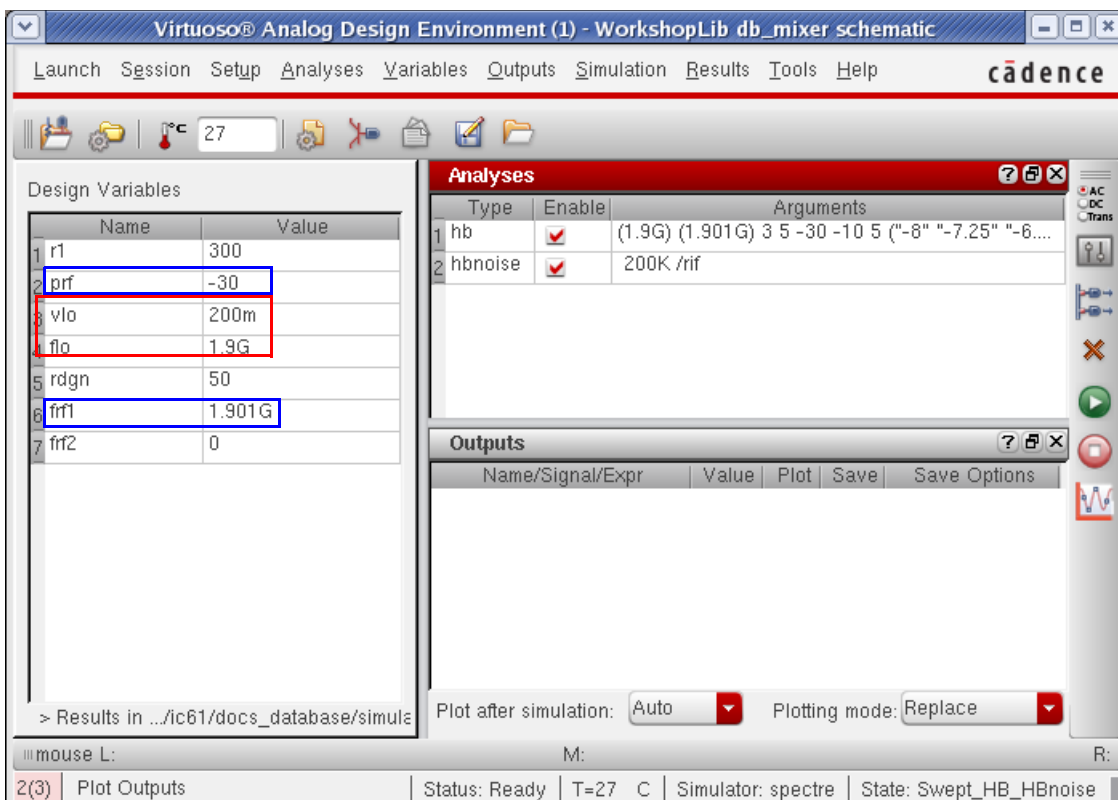 Virtuoso® Analog Design Environment (1) - WorkshopLib db_mixer schematic
Launch Session Setup Analyses Variables Outputs Simulation Results Tools Help
cādence
°C 27
Design Variables
Name Value
1 r1 300
2 prf -30
3 vlo 200m
4 flo 1.9G
5 rdgn 50
6 frf1 1.901G
7 frf2 0
> Results in .../ic61/docs_database/simula
Analyses
Type Enable Arguments
1 hb (1.9G) (1.901G) 3 5 -30 -10 5 ("-8" "-7.25" "-6....
2 hbnoise 200K /rif
Outputs
Name/Signal/Expr Value Plot Save Save Options
Plot after simulation: Auto Plotting mode: Replace
AC
DC
Trans
mouse L: M: R:
2(3) Plot Outputs Status: Ready T=27 C Simulator: spectre State: Swept_HB_HBnoise